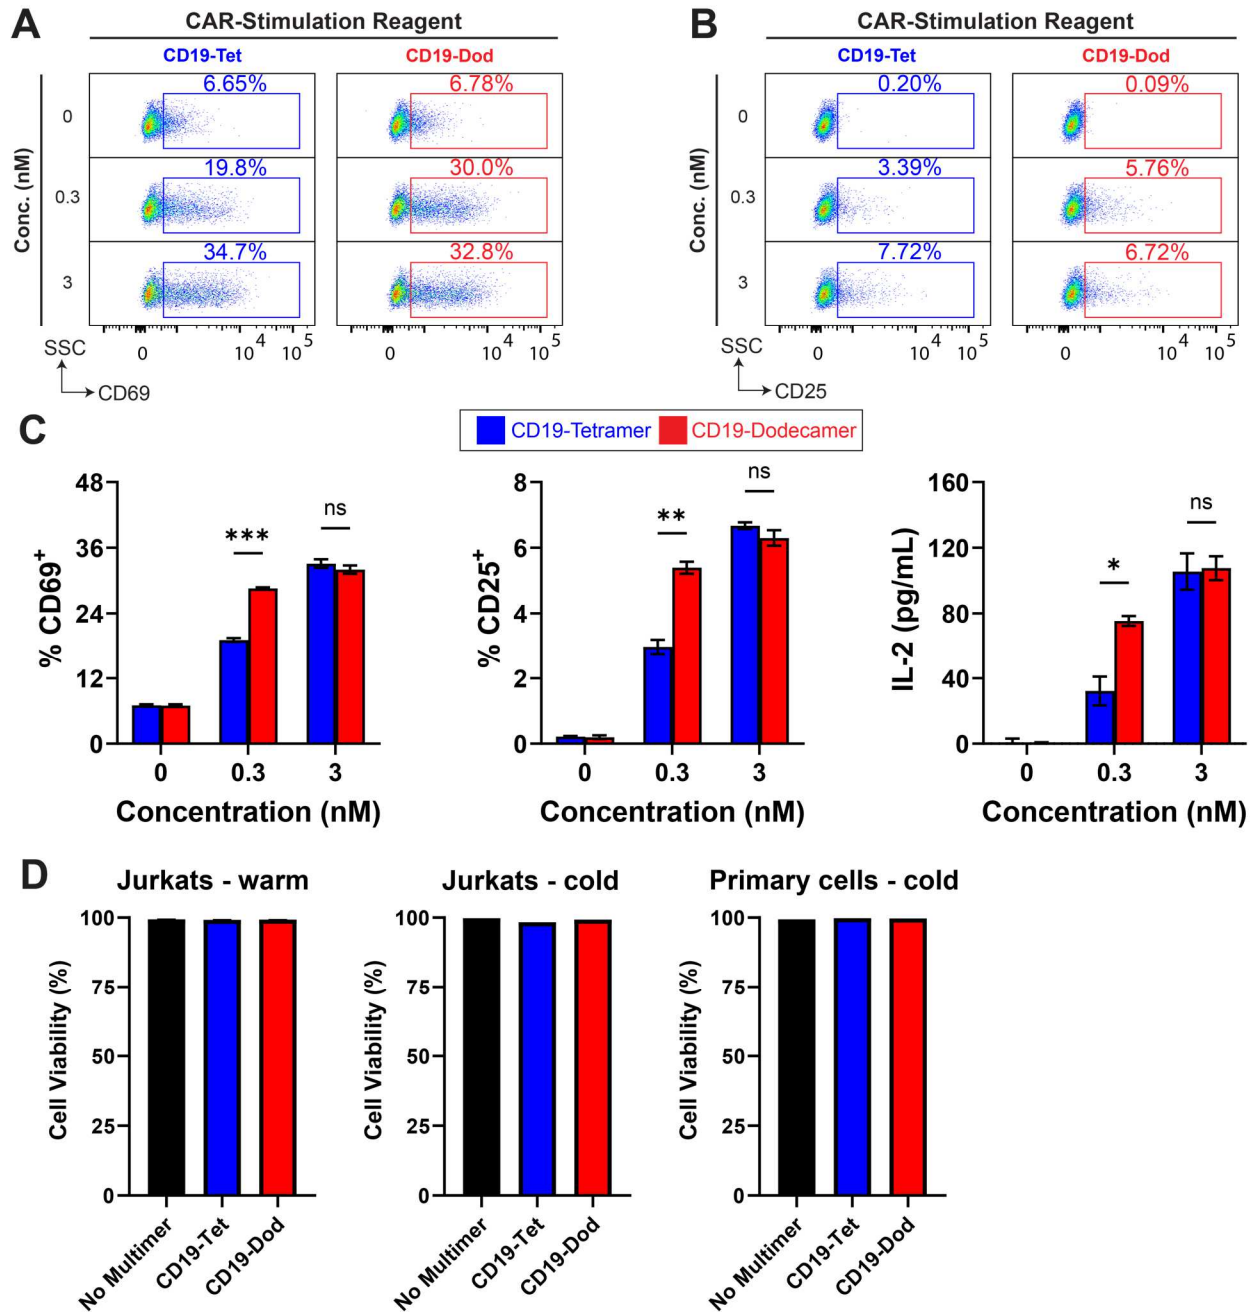 A
CAR-Stimulation Reagent
CD19-Tet CD19-Dod
Conc. (nM)
0 6.65% 6.78%
0.3 19.8% 30.0%
3 34.7% 32.8%
0 10^4 10^5 0 10^4 10^5
SSC
CD69
B
CAR-Stimulation Reagent
CD19-Tet CD19-Dod
Conc. (nM)
0 0.20% 0.09%
0.3 3.39% 5.76%
3 7.72% 6.72%
0 10^4 10^5 0 10^4 10^5
SSC
CD25
C
CD19-Tetramer CD19-Dodecamer
% CD69+
48
36
24
12
0
*** ns
0 0.3 3
Concentration (nM)
% CD25+
8
6
4
2
0
** ns
0 0.3 3
Concentration (nM)
IL-2 (pg/mL)
160
120
80
40
0
* ns
0 0.3 3
Concentration (nM)
D
Jurkats - warm
Cell Viability (%)
100
75
50
25
0
No Multimer
CD19-Tet
CD19-Dod
Jurkats - cold
Cell Viability (%)
100
75
50
25
0
No Multimer
CD19-Tet
CD19-Dod
Primary cells - cold
Cell Viability (%)
100
75
50
25
0
No Multimer
CD19-Tet
CD19-Dod